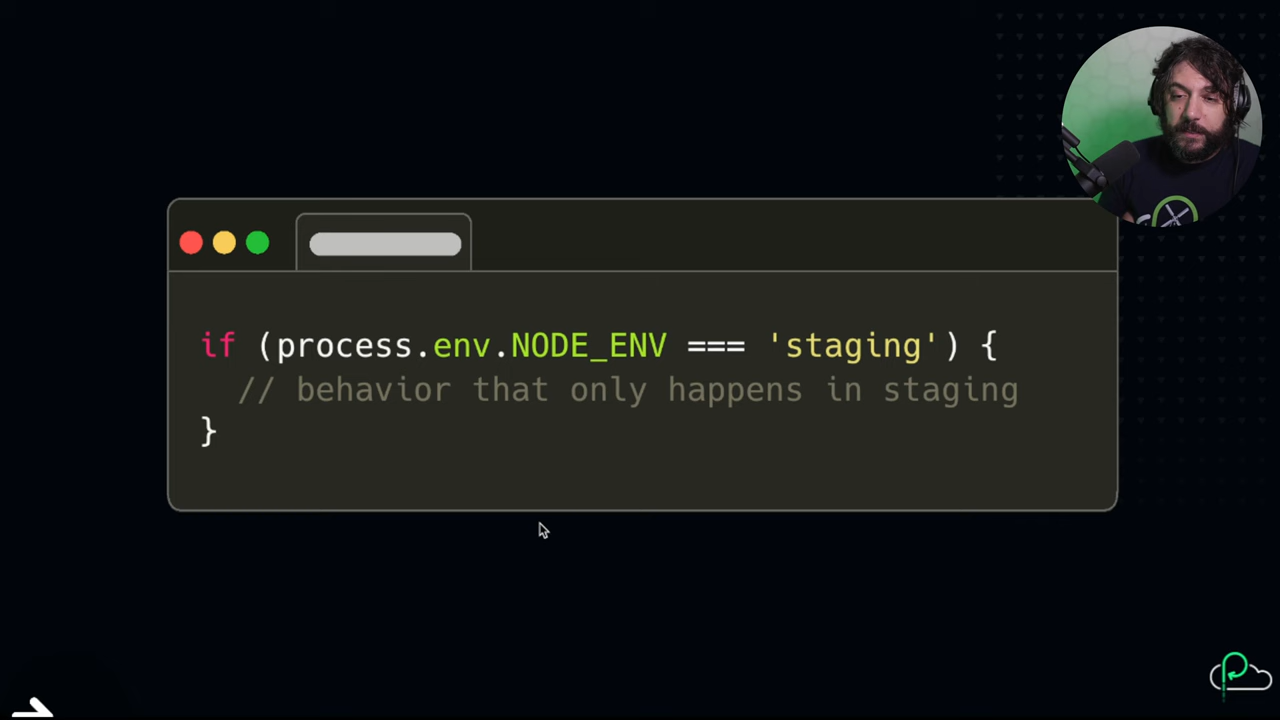 if (process.env.NODE_ENV === 'staging') {
// behavior that only happens in staging
}